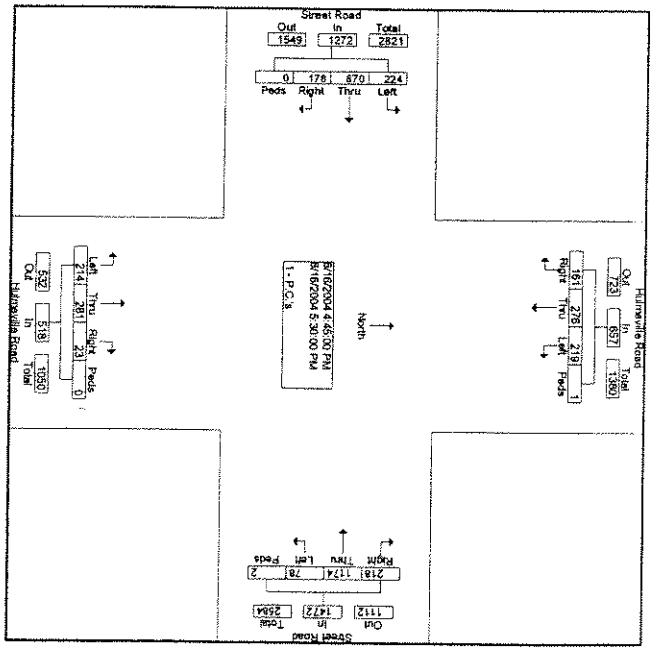 Street Road
Out In Total
1549 1272 2821
0 178 870 224
Peds Right Thru Left
Hulmeville Road
Out In Total
723 657 1380
161 276 219 1
Right Thru Left Peds
North
6/16/2004 4:45:00 PM
6/16/2004 5:30:00 PM
1 - P.C.'s
Left Thru Right Peds
214 281 23 0
532 518 1050
Out In Total
Hulmeville Road
Right Thru Left Peds
218 1174 78 2
1112 1472 2584
Out In Total
Street Road